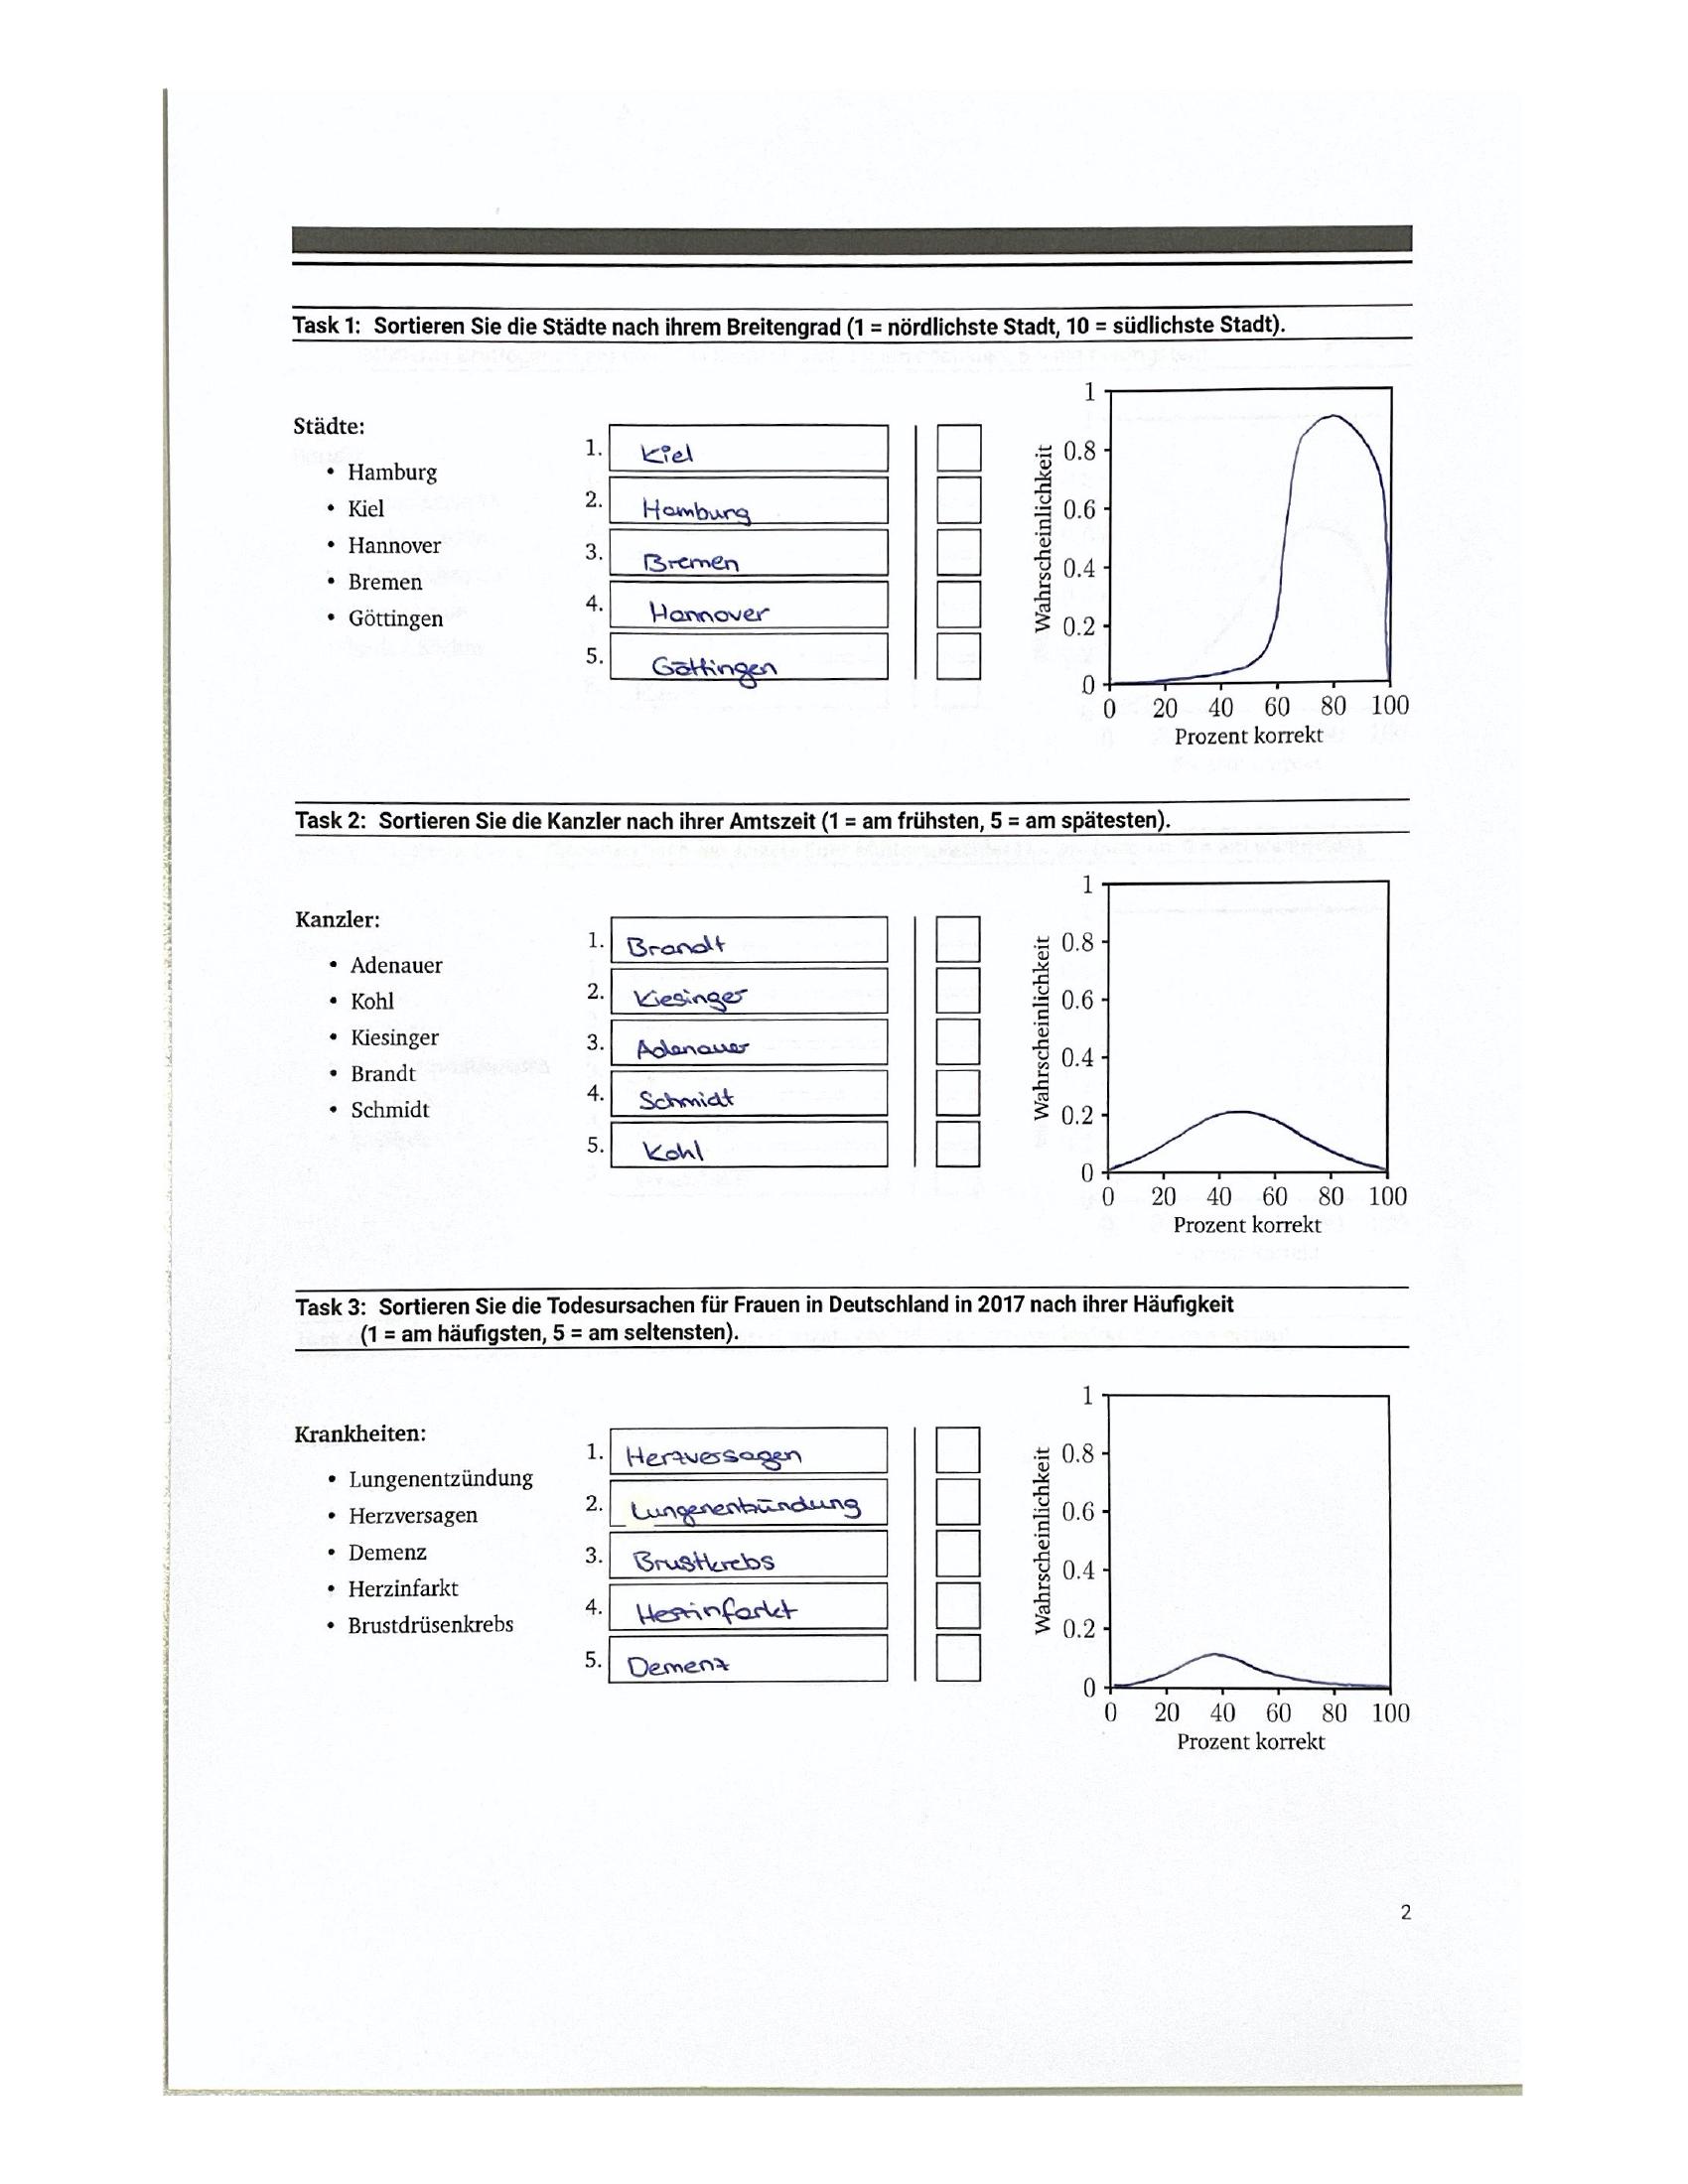 Task 1: Sortieren Sie die Städte nach ihrem Breitengrad (1 = nördlichste Stadt, 10 = südlichste Stadt).
Städte:
• Hamburg
• Kiel
• Hannover
• Bremen
• Göttingen
1. Kiel
2. Hamburg
3. Bremen
4. Hannover
5. Göttingen
Wahrscheinlichkeit
1
0.8
0.6
0.4
0.2
0
0 20 40 60 80 100
Prozent korrekt
Task 2: Sortieren Sie die Kanzler nach ihrer Amtszeit (1 = am frühsten, 5 = am spätesten).
Kanzler:
• Adenauer
• Kohl
• Kiesinger
• Brandt
• Schmidt
1. Brandt
2. Kiesinger
3. Adenauer
4. Schmidt
5. Kohl
Wahrscheinlichkeit
1
0.8
0.6
0.4
0.2
0
0 20 40 60 80 100
Prozent korrekt
Task 3: Sortieren Sie die Todesursachen für Frauen in Deutschland in 2017 nach ihrer Häufigkeit
(1 = am häufigsten, 5 = am seltensten).
Krankheiten:
• Lungenentzündung
• Herzversagen
• Demenz
• Herzinfarkt
• Brustdrüsenkrebs
1. Herzversagen
2. Lungenentzündung
3. Brustkrebs
4. Herzinfarkt
5. Demenz
Wahrscheinlichkeit
1
0.8
0.6
0.4
0.2
0
0 20 40 60 80 100
Prozent korrekt
2